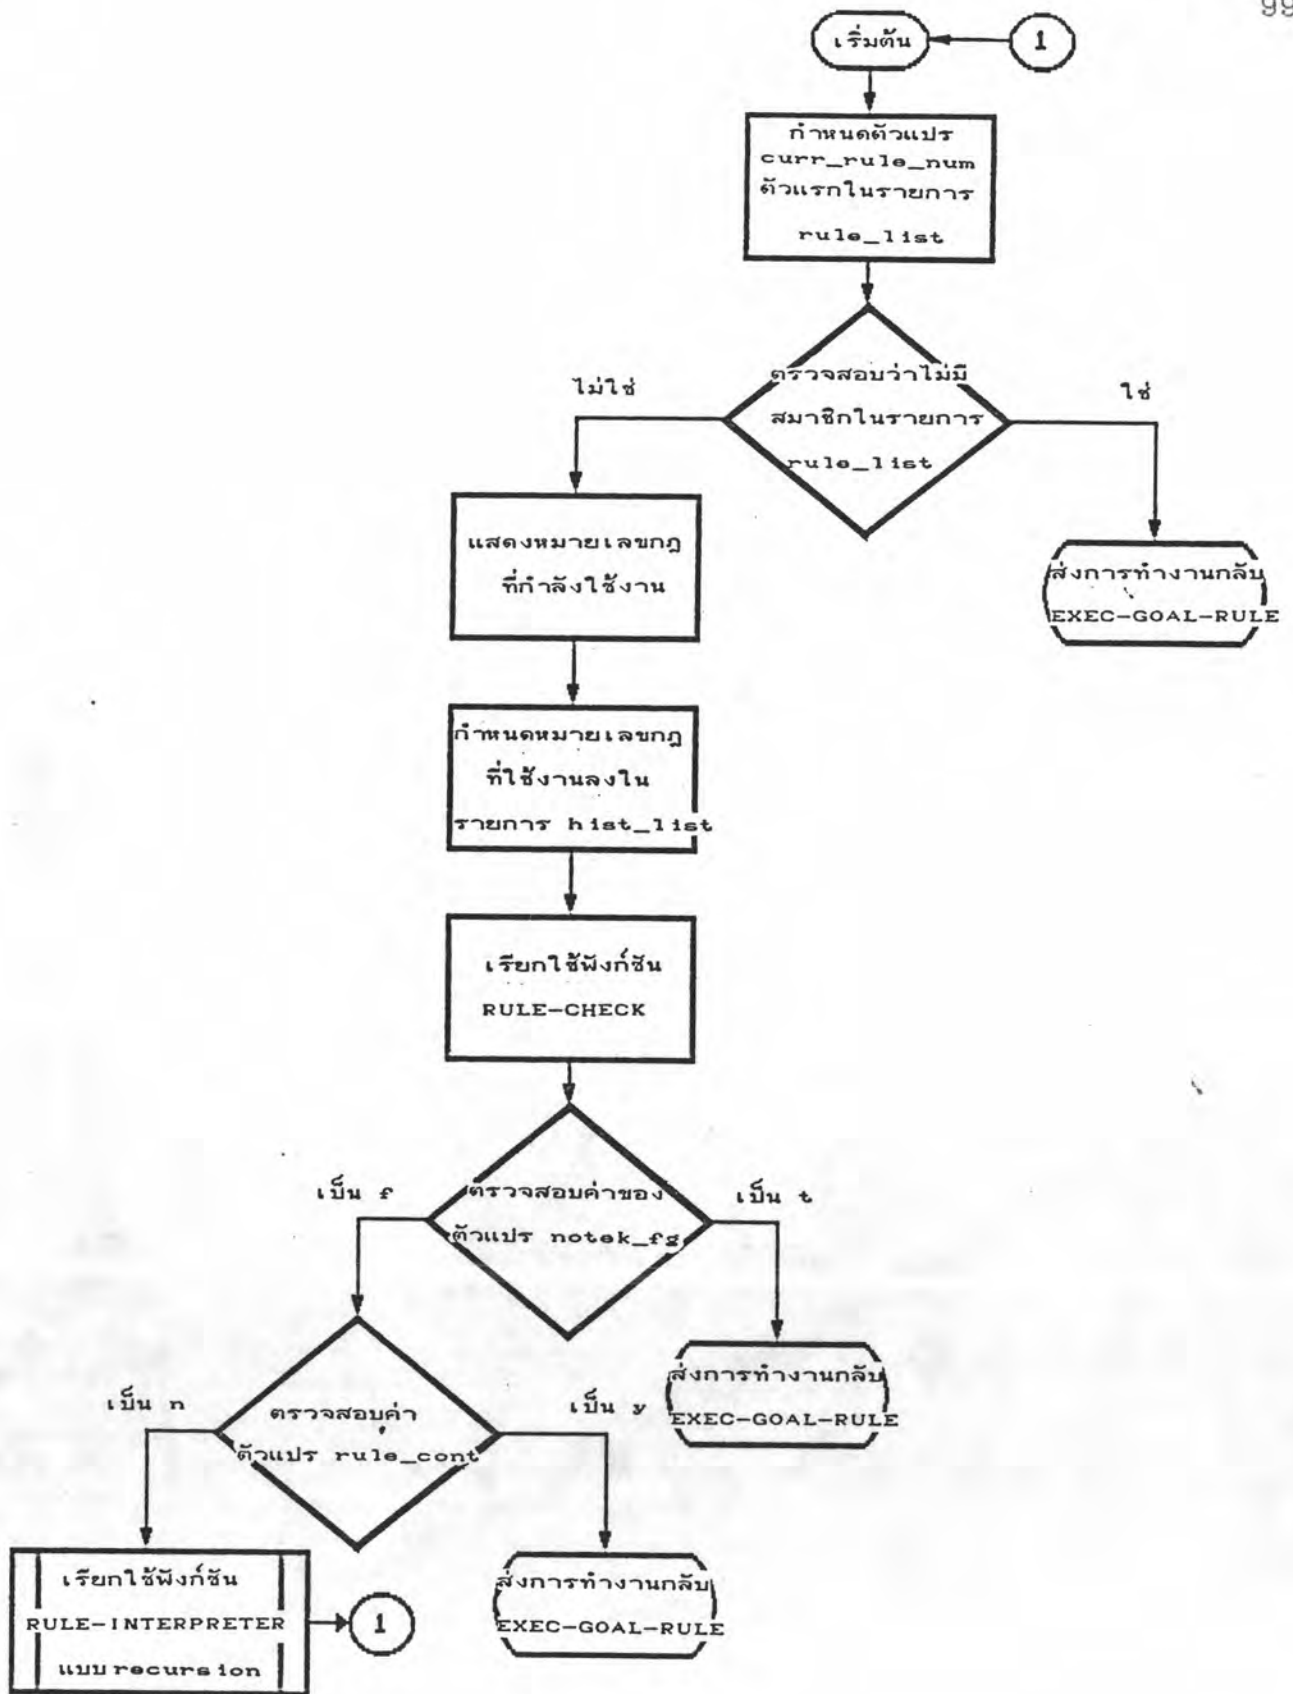 99
เริ่มต้น
1
กำหนดตัวแปร
curr_rule_num
ตัวแรกในรายการ
rule_list
ตรวจสอบว่าไม่มี
สมาชิกในรายการ
rule_list
ไม่ใช่
ใช่
แสดงหมายเลขกฎ
ที่กำลังใช้งาน
ส่งการทำงานกลับ
EXEC-GOAL-RULE
กำหนดหมายเลขกฎ
ที่ใช้งานลงใน
รายการ hist_list
เรียกใช้ฟังก์ชัน
RULE-CHECK
ตรวจสอบค่าของ
ตัวแปร notek_fg
เป็น f
เป็น t
ส่งการทำงานกลับ
EXEC-GOAL-RULE
ตรวจสอบค่า
ตัวแปร rule_cont
เป็น n
เป็น y
เรียกใช้ฟังก์ชัน
RULE-INTERPRETER
แบบ recursion
1
ส่งการทำงานกลับ
EXEC-GOAL-RULE